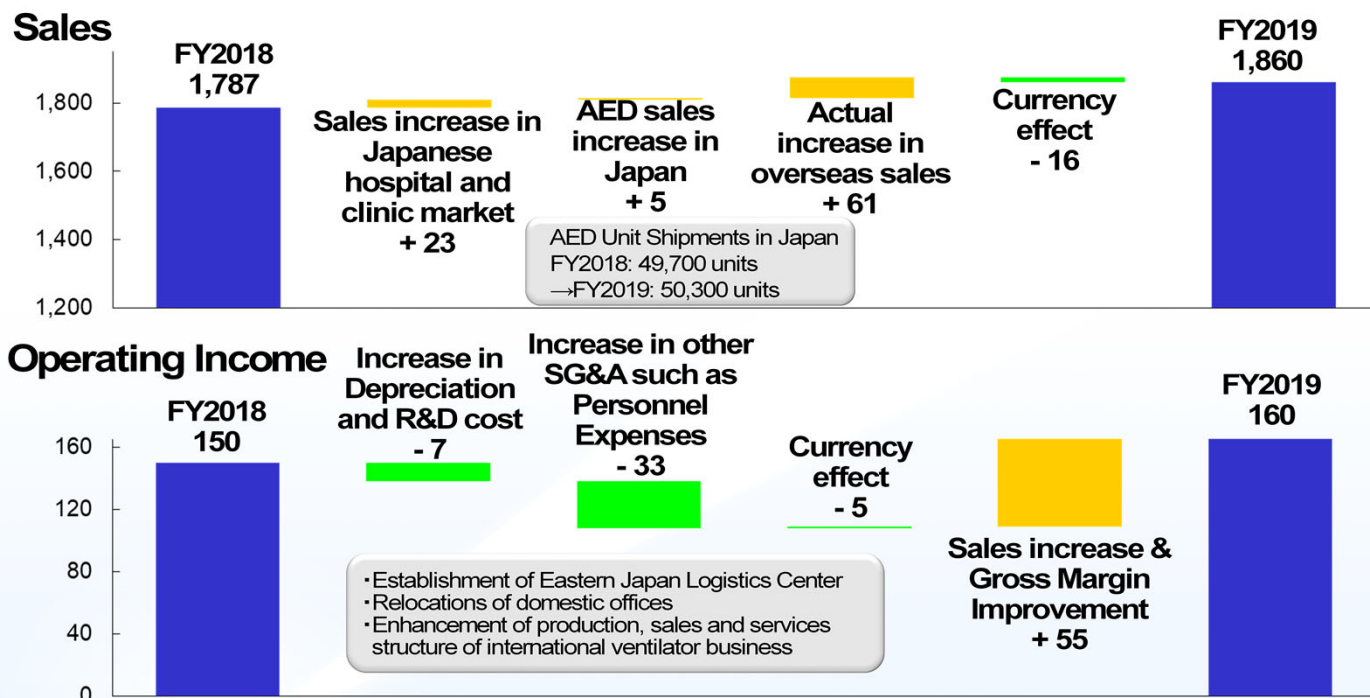 Sales
FY2018
1,787
FY2019
1,860
1,800
1,600
1,400
1,200
Sales increase in
Japanese
hospital and
clinic market
+ 23
AED sales
increase in
Japan
+ 5
Actual
increase in
overseas sales
+ 61
Currency
effect
- 16
AED Unit Shipments in Japan
FY2018: 49,700 units
→FY2019: 50,300 units
Operating Income
FY2018
150
Increase in
Depreciation
and R&D cost
- 7
Increase in other
SG&A such as
Personnel
Expenses
- 33
Currency
effect
- 5
FY2019
160
160
120
80
40
0
Sales increase &
Gross Margin
Improvement
+ 55
・Establishment of Eastern Japan Logistics Center
・Relocations of domestic offices
・Enhancement of production, sales and services
structure of international ventilator business